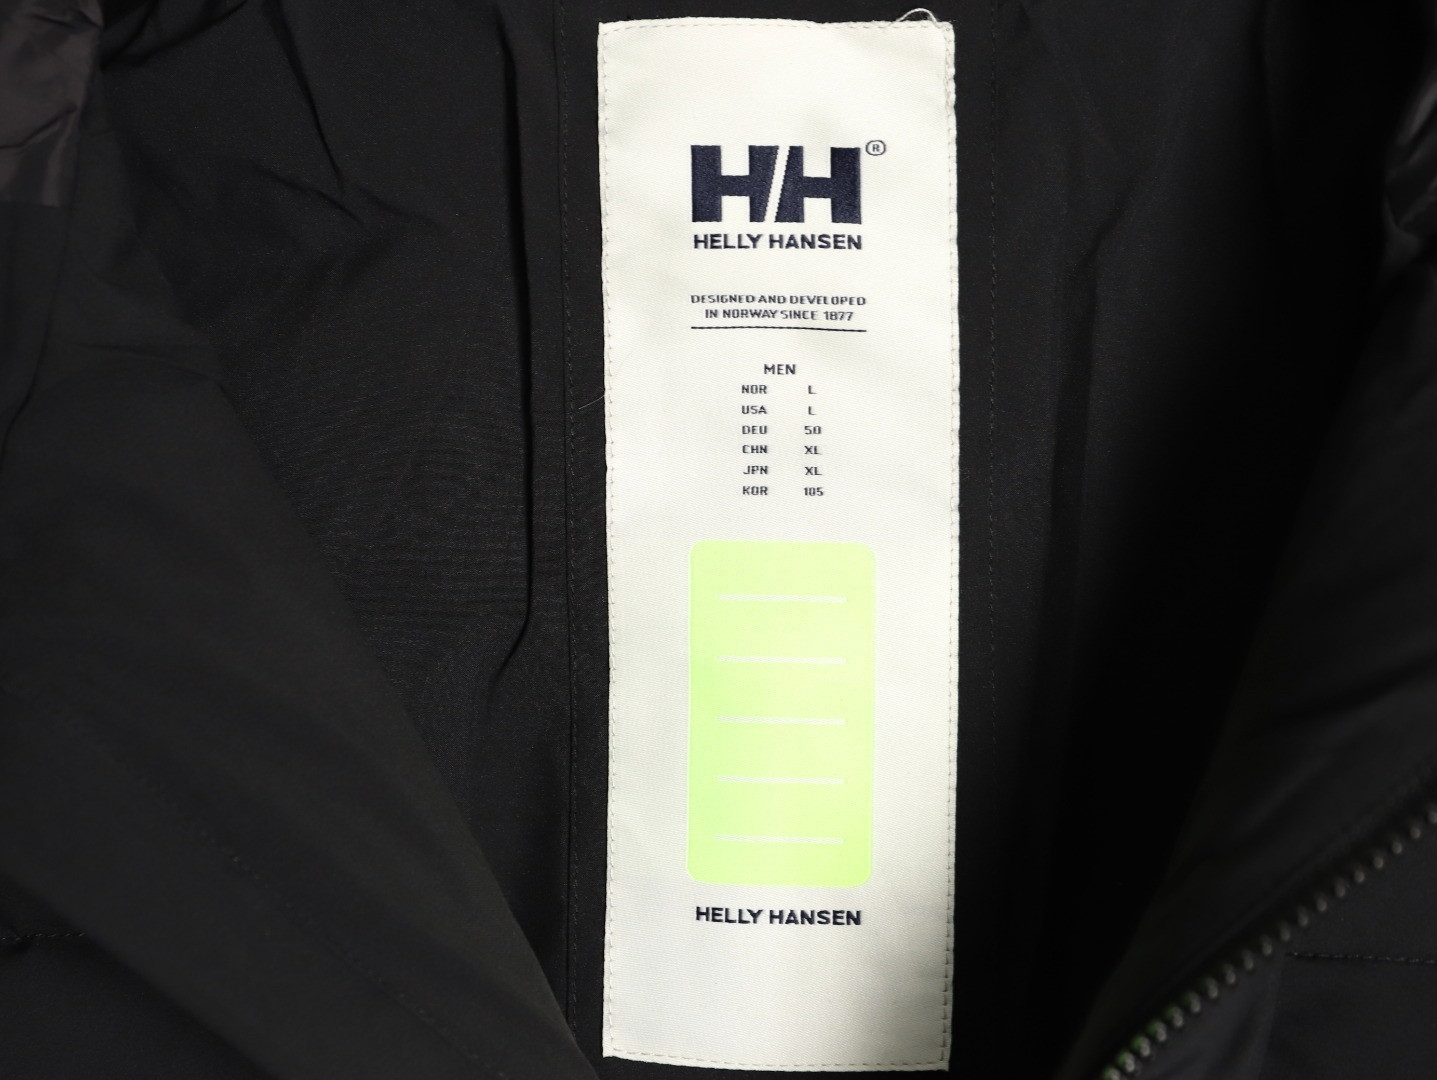 H/H®
HELLY HANSEN
DESIGNED AND DEVELOPED
IN NORWAY SINCE 1877
MEN
NOR L
USA L
DEU 50
CHN XL
JPN XL
KOR 105
HELLY HANSEN